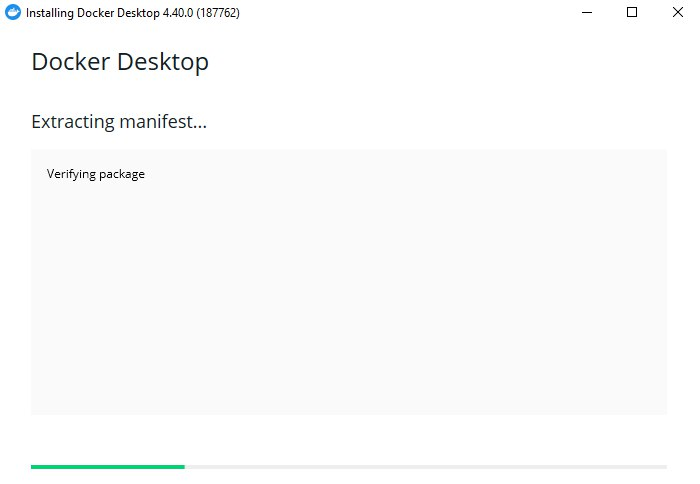 Installing Docker Desktop 4.40.0 (187762)
Docker Desktop
Extracting manifest...
Verifying package